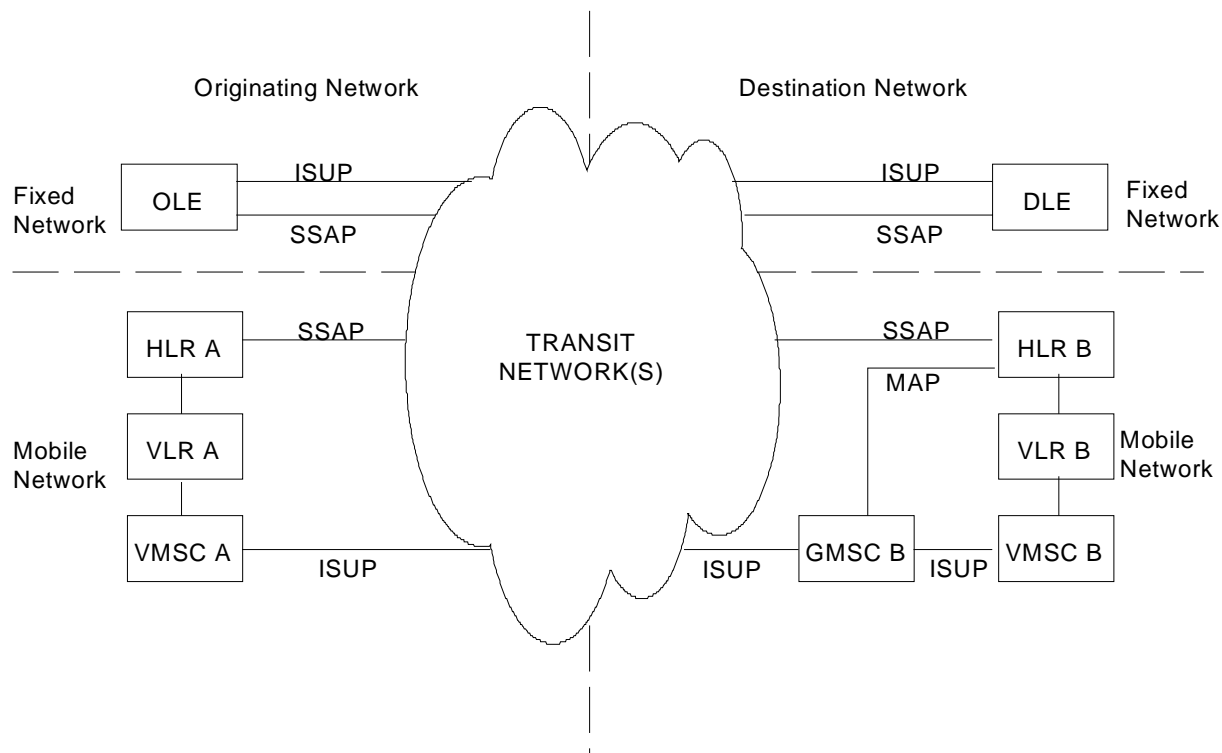 Originating Network
Destination Network
Fixed
Network
OLE
ISUP
SSAP
ISUP
SSAP
DLE
Fixed
Network
HLR A
SSAP
TRANSIT
NETWORK(S)
SSAP
MAP
HLR B
Mobile
Network
VLR A
VLR B
Mobile
Network
VMSC A
ISUP
ISUP
GMSC B
ISUP
VMSC B